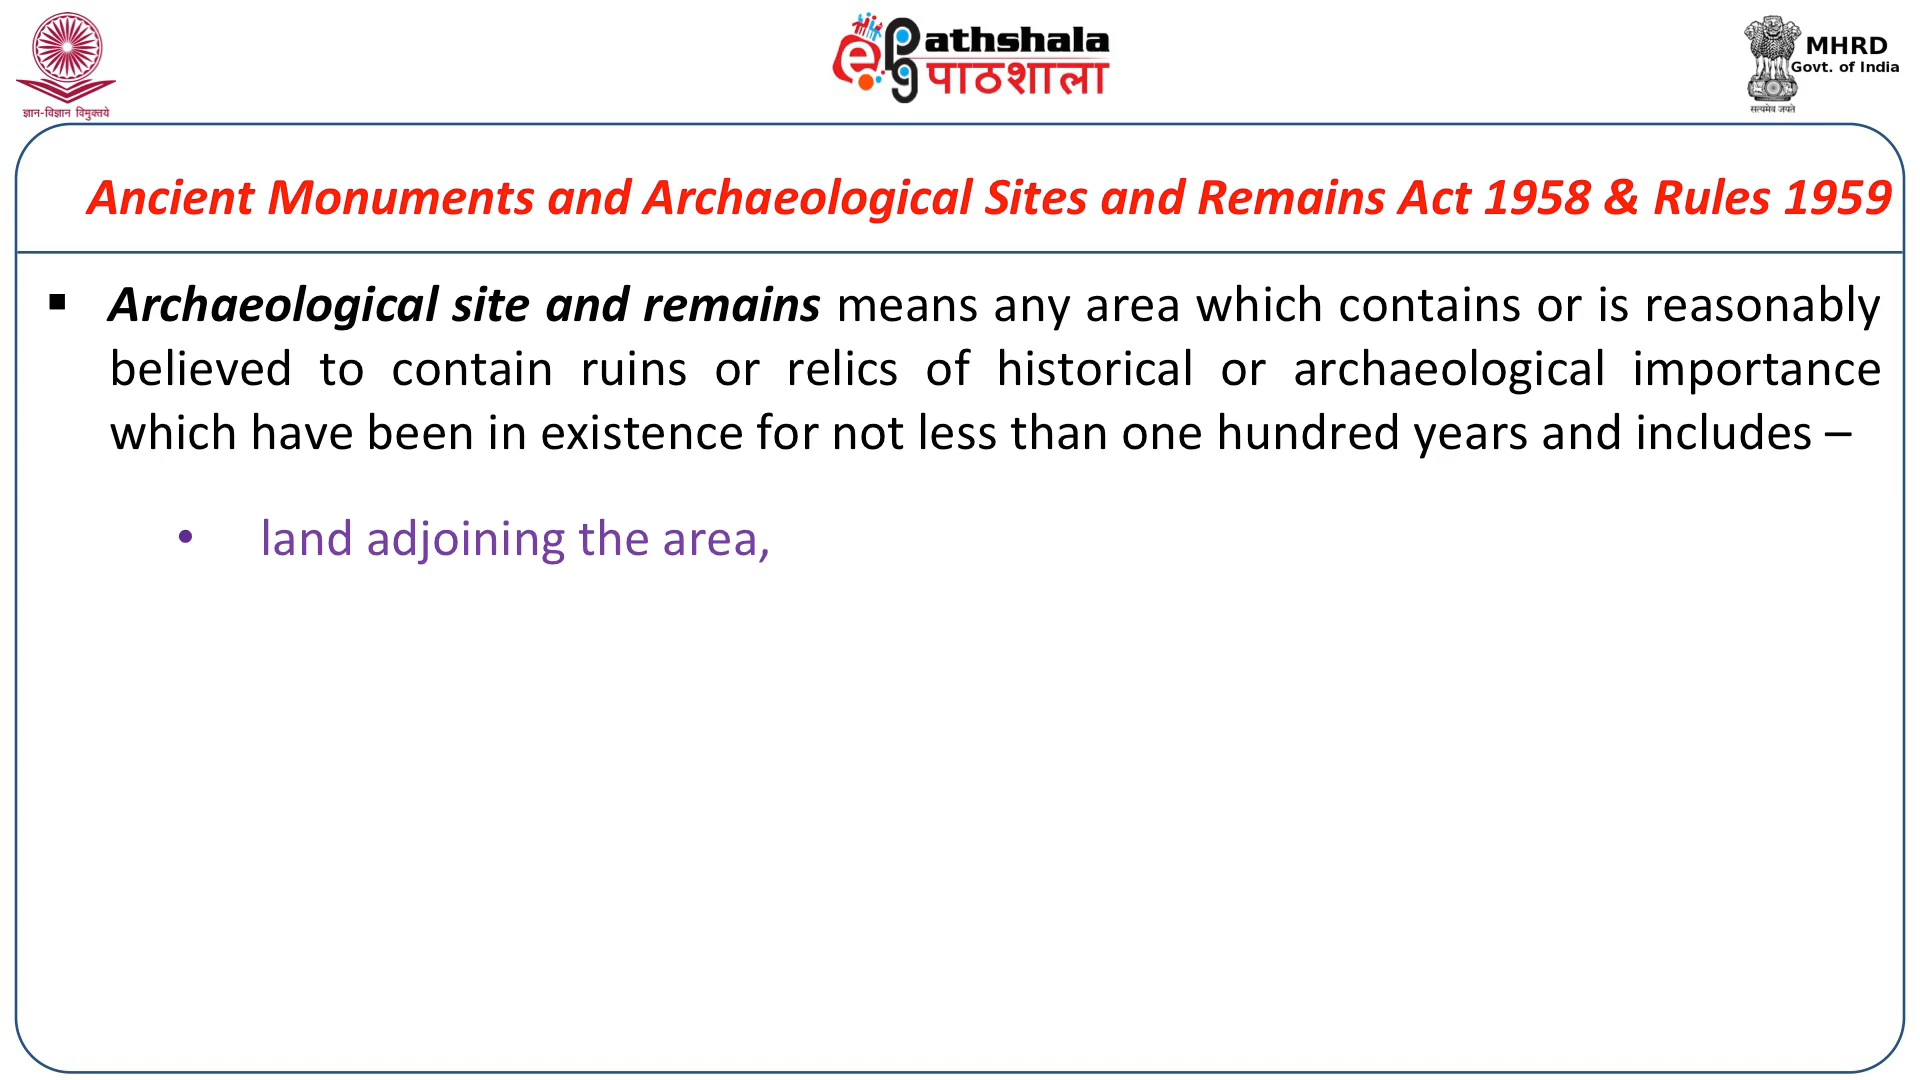 ज्ञान-विज्ञान विमुक्तये
e pg Pathshala
पाठशाला
MHRD
Govt. of India
सत्यमेव जयते
Ancient Monuments and Archaeological Sites and Remains Act 1958 & Rules 1959
▪ Archaeological site and remains means any area which contains or is reasonably
believed to contain ruins or relics of historical or archaeological importance
which have been in existence for not less than one hundred years and includes –
• land adjoining the area,